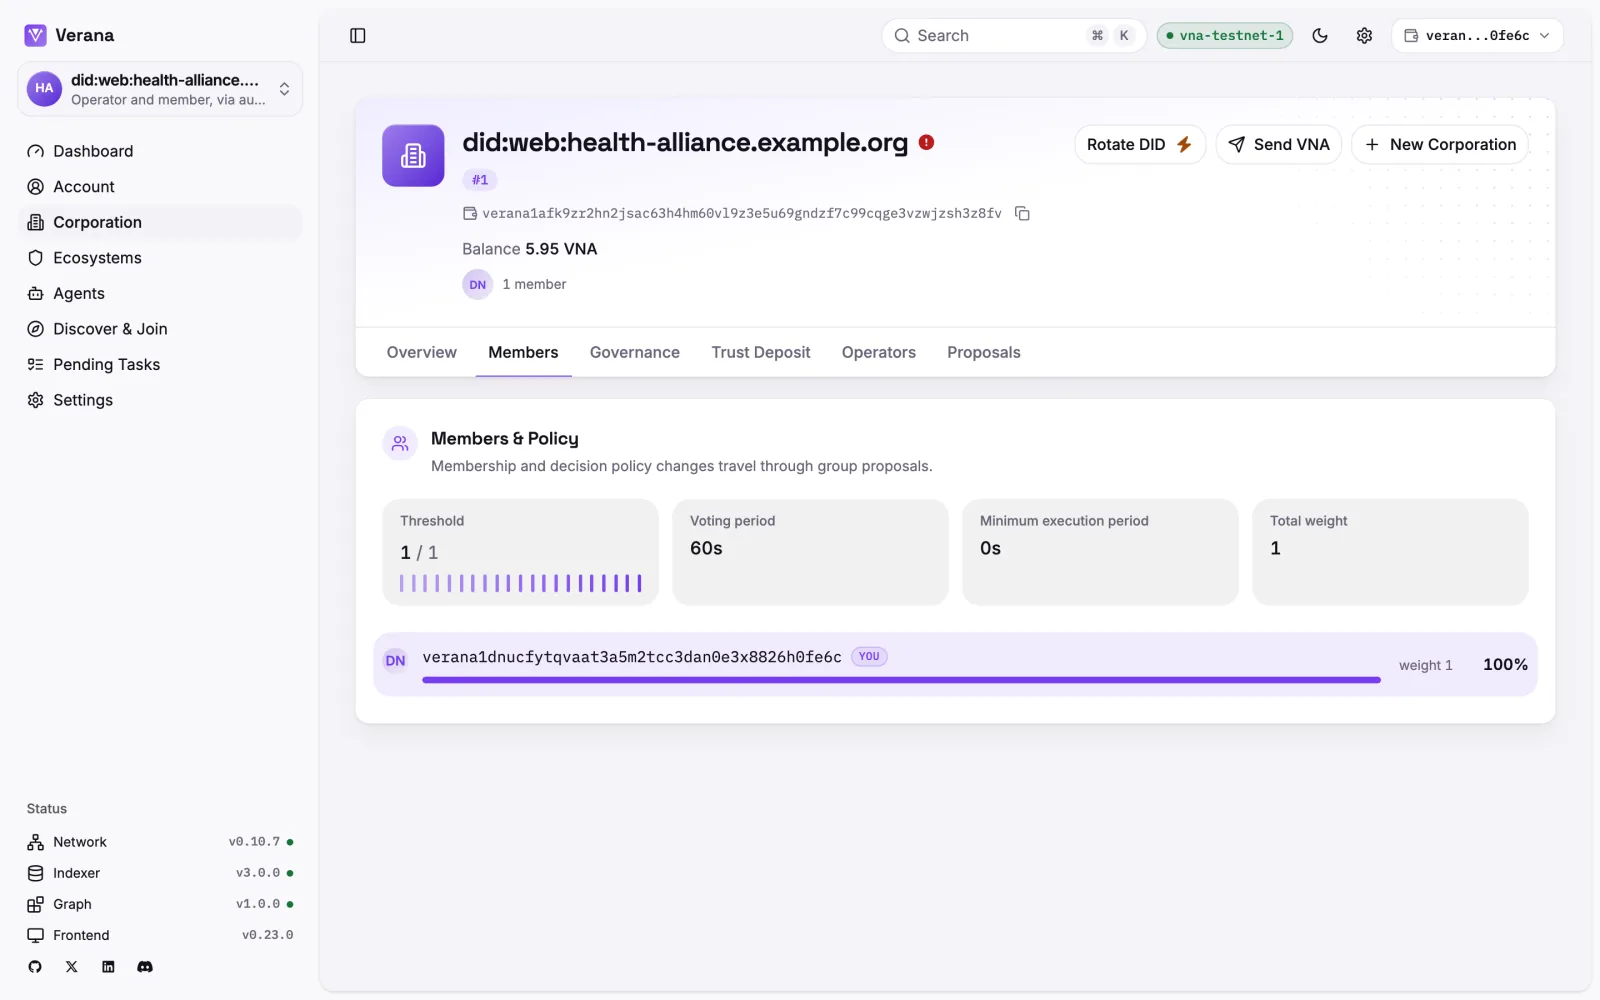 Verana
HA
did:web:health-alliance....
Operator and member, via au...
Dashboard
Account
Corporation
Ecosystems
Agents
Discover & Join
Pending Tasks
Settings
Status
Network v0.10.7
Indexer v3.0.0
Graph v1.0.0
Frontend v0.23.0
Search ⌘ K
vna-testnet-1
veran...0fe6c
did:web:health-alliance.example.org
Rotate DID
Send VNA
New Corporation
#1
verana1afk9zr2hn2jsac63h4hm60vl9z3e5u69gndzf7c99cqge3vzwjzsh3z8fv
Balance 5.95 VNA
DN 1 member
Overview Members Governance Trust Deposit Operators Proposals
Members & Policy
Membership and decision policy changes travel through group proposals.
Threshold
1 / 1
Voting period
60s
Minimum execution period
0s
Total weight
1
DN verana1dnucfytqvaat3a5m2tcc3dan0e3x8826h0fe6c YOU
weight 1 100%